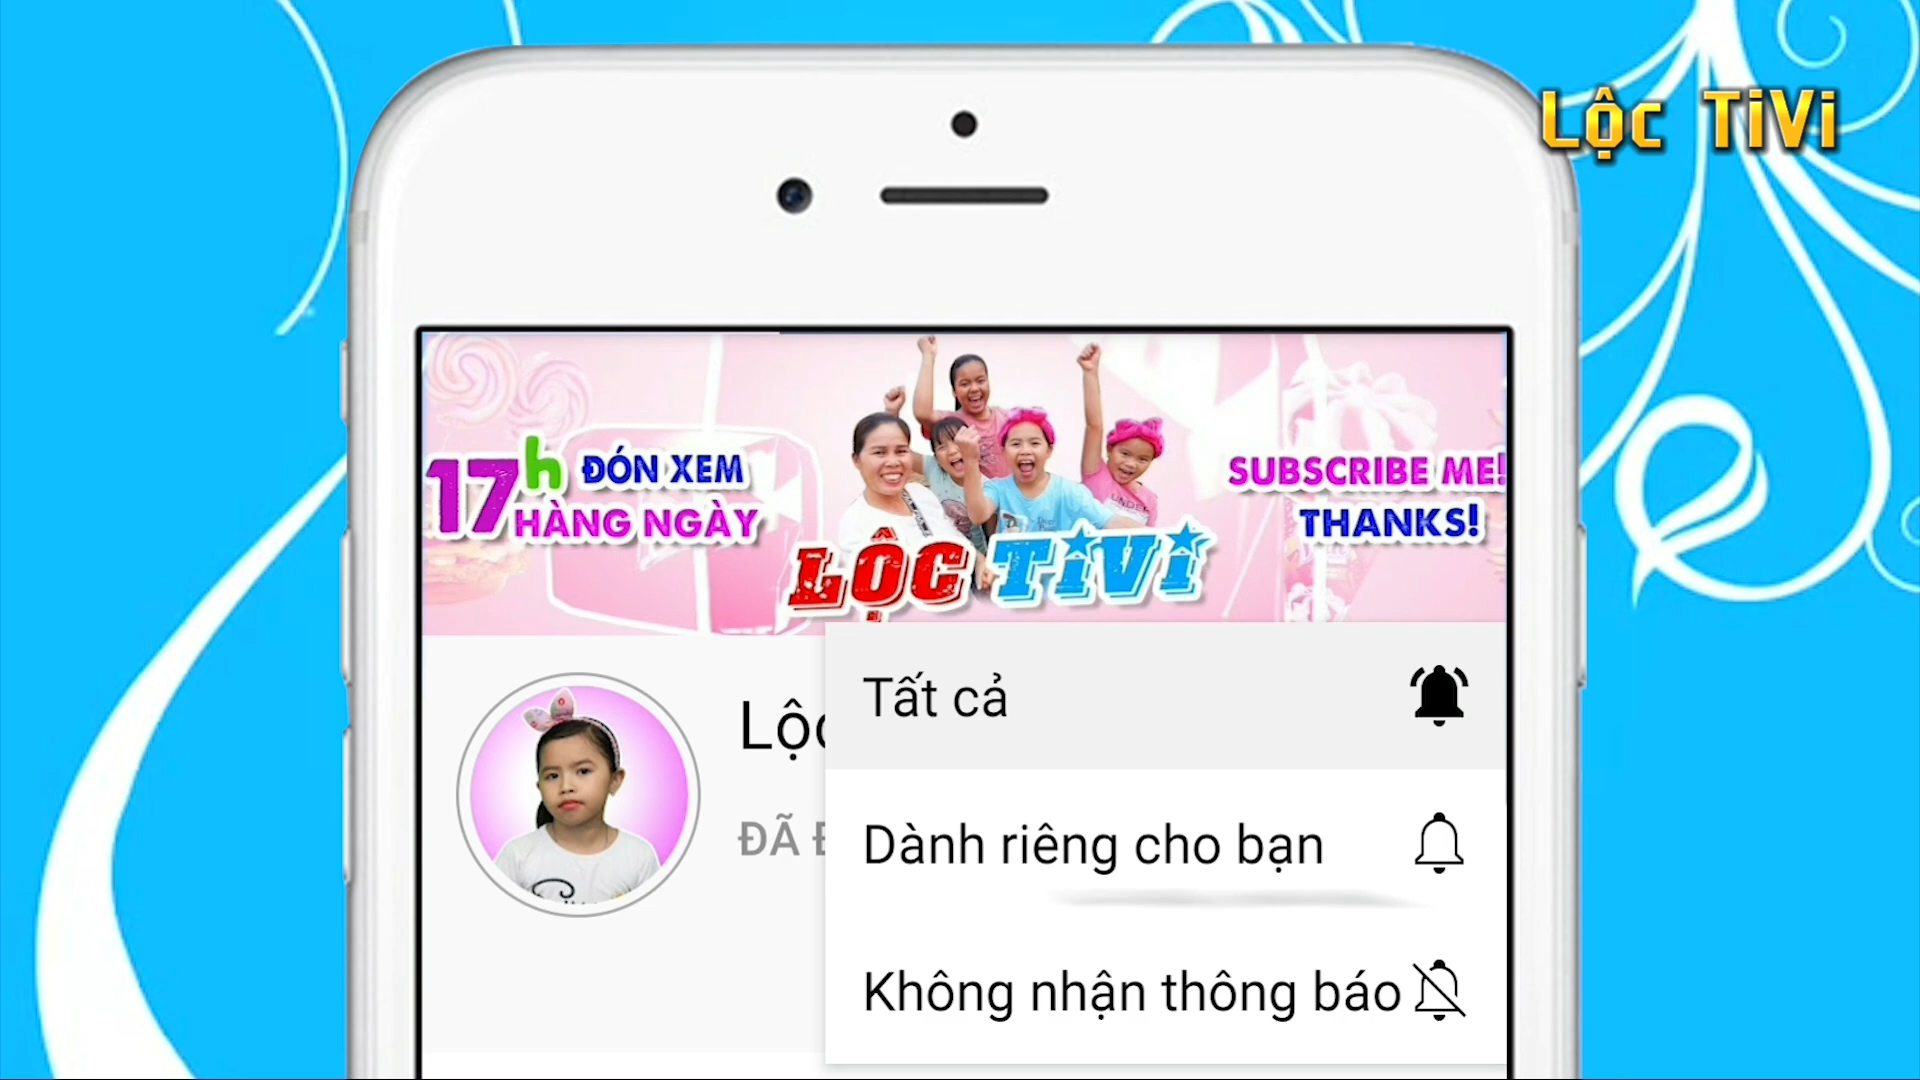 Lộc TiVi
17h ĐÓN XEM
HÀNG NGÀY
SUBSCRIBE ME!
THANKS!
LỘC TiVi
Lộc
Tất cả
ĐÃ
Dành riêng cho bạn
Không nhận thông báo